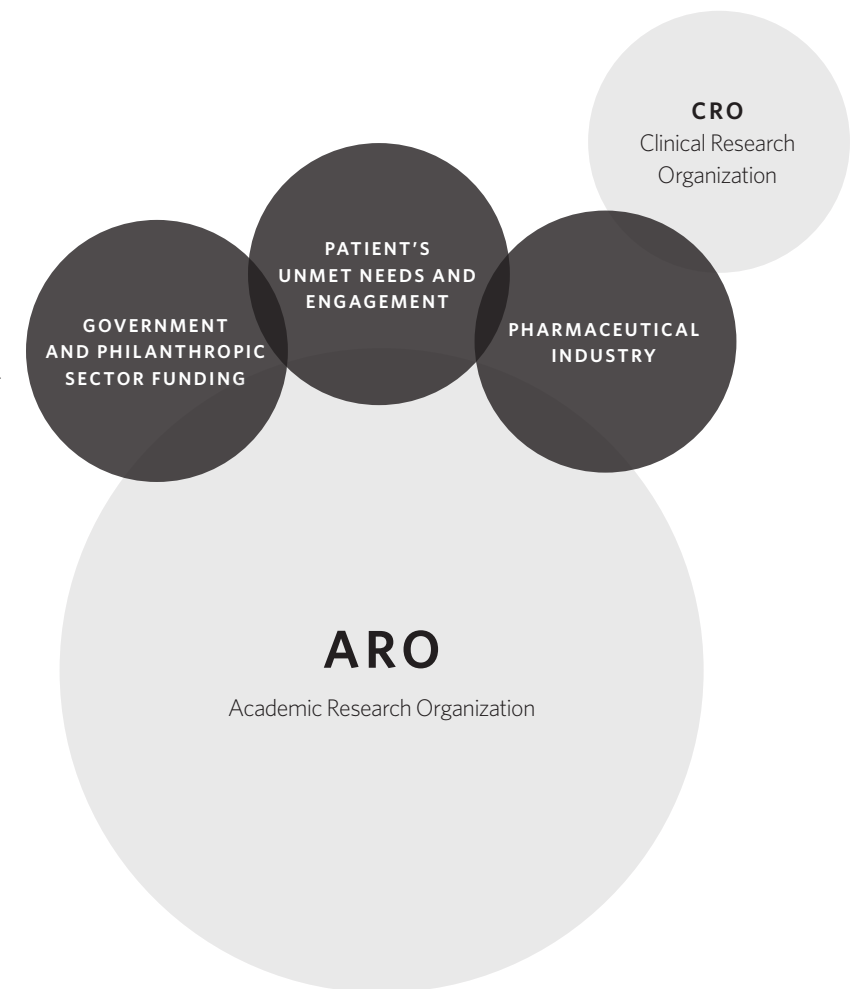 CRO
Clinical Research
Organization
PATIENT’S
UNMET NEEDS AND
ENGAGEMENT
GOVERNMENT
AND PHILANTHROPIC
SECTOR FUNDING
PHARMACEUTICAL
INDUSTRY
ARO
Academic Research Organization